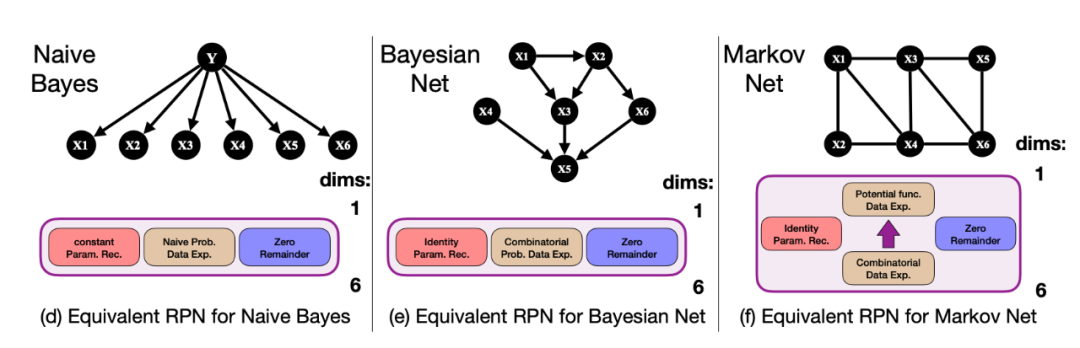 Naive
Bayes
Y
X1 X2 X3 X4 X5 X6
dims:
1
constant
Param. Rec.
Naive Prob.
Data Exp.
Zero
Remainder
6
(d) Equivalent RPN for Naive Bayes
Bayesian
Net
X1 X2
X4 X3 X6
X5
dims:
1
Identity
Param. Rec.
Combinatorial
Prob. Data Exp.
Zero
Remainder
6
(e) Equivalent RPN for Bayesian Net
Markov
Net
X1 X3 X5
X2 X4 X6
dims:
1
Potential func.
Data Exp.
Identity
Param. Rec.
Zero
Remainder
Combinatorial
Data Exp.
6
(f) Equivalent RPN for Markov Net